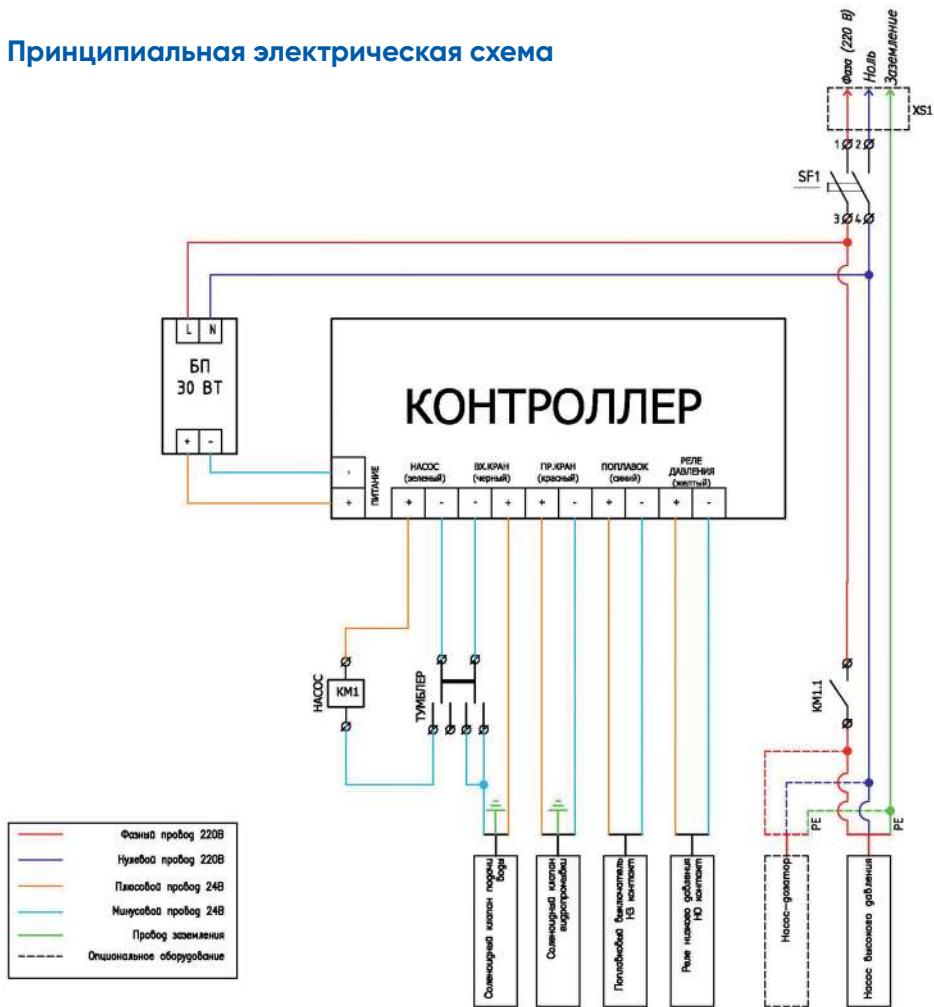 Принципиальная электрическая схема
Фаза (220 В)
Ноль
Заземление
XS1
1 2
SF1
3 4
L N
БП
30 ВТ
+ -
КОНТРОЛЛЕР
-
+
ПИТАНИЕ
НАСОС
(зеленый)
ВХ.КРАН
(черный)
ПР.КРАН
(красный)
ПОПЛАВОК
(синий)
РЕЛЕ
ДАВЛЕНИЯ
(желтый)
+ - - + + - + - + -
НАСОС
КМ1
ТУМБЛЕР
КМ1.1
PE
PE
Фазный провод 220В
Нулевой провод 220В
Плюсовой провод 24В
Минусовой провод 24В
Провод заземления
Опциональное оборудование
Соленоидный клапан подачи
воды
Соленоидный клапан
гидропромывки
Поплавковый выключатель
НЗ контакт
Реле низкого давления
НО контакт
Насос-дозатор
Насос высокого давления